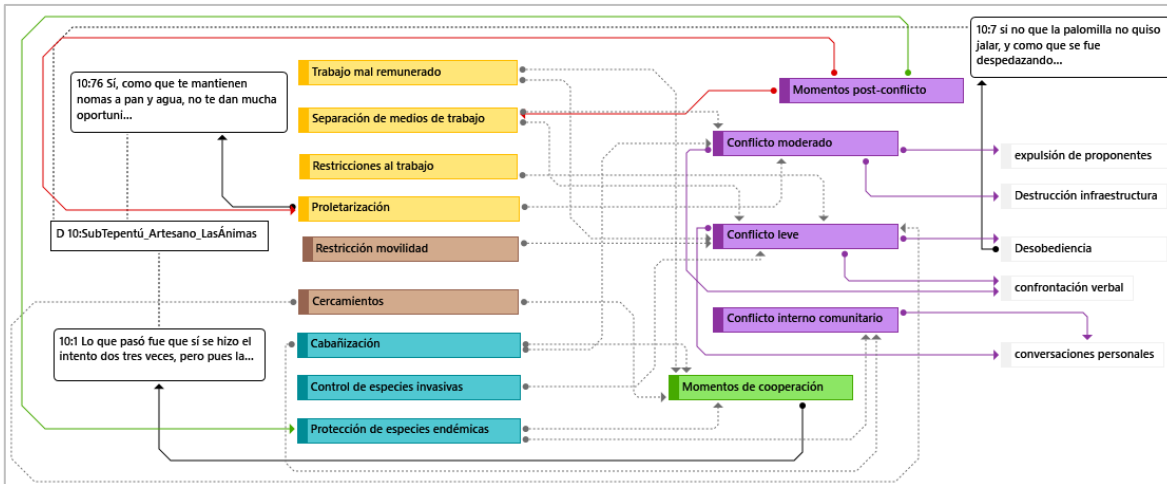 10:76 Sí, como que te mantienen
nomas a pan y agua, no te dan mucha
oportuni...
D 10:SubTepentú_Artesano_LasÁnimas
10:1 Lo que pasó fue que sí se hizo el
intento dos tres veces, pero pues la...
Trabajo mal remunerado
Separación de medios de trabajo
Restricciones al trabajo
Proletarización
Restricción movilidad
Cercamientos
Cabañización
Control de especies invasivas
Protección de especies endémicas
Momentos post-conflicto
Conflicto moderado
Conflicto leve
Conflicto interno comunitario
Momentos de cooperación
10:7 si no que la palomilla no quiso
jalar, y como que se fue
despedazando...
expulsión de proponentes
Destrucción infraestructura
Desobediencia
confrontación verbal
conversaciones personales